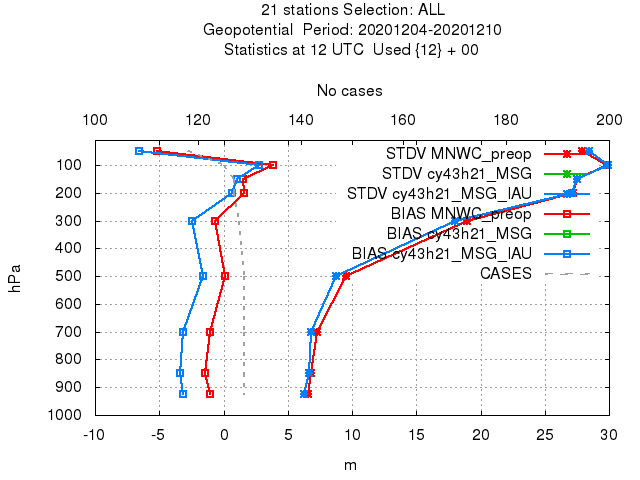 21 stations Selection: ALL
Geopotential  Period: 20201204-20201210
Statistics at 12 UTC  Used {12} + 00
No cases
100 120 140 160 180 200
STDV MNWC_preop
STDV cy43h21_MSG
STDV cy43h21_MSG_IAU
BIAS MNWC_preop
BIAS cy43h21_MSG
BIAS cy43h21_MSG_IAU
CASES
100
200
300
400
500
600
700
800
900
1000
hPa
-10 -5 0 5 10 15 20 25 30
m